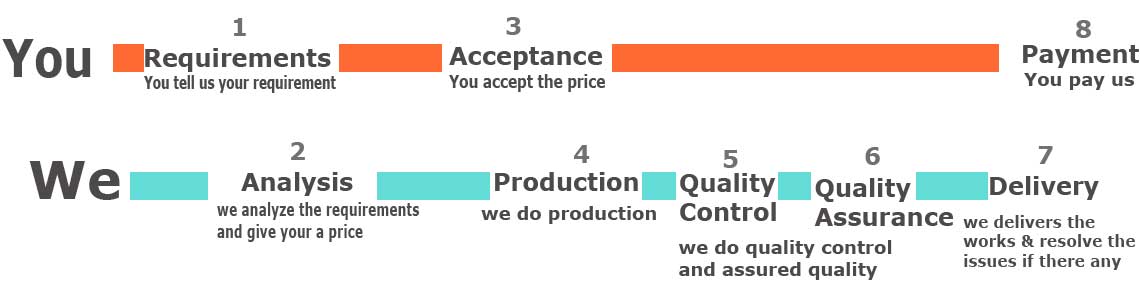 1
3
8
You
Requirements
Acceptance
Payment
You tell us your requirement
You accept the price
You pay us
2
4
5
6
7
We
Analysis
Production
Quality
Control
Quality
Assurance
Delivery
we analyze the requirements
and give your a price
we do production
we do quality control
and assured quality
we delivers the
works & resolve the
issues if there any